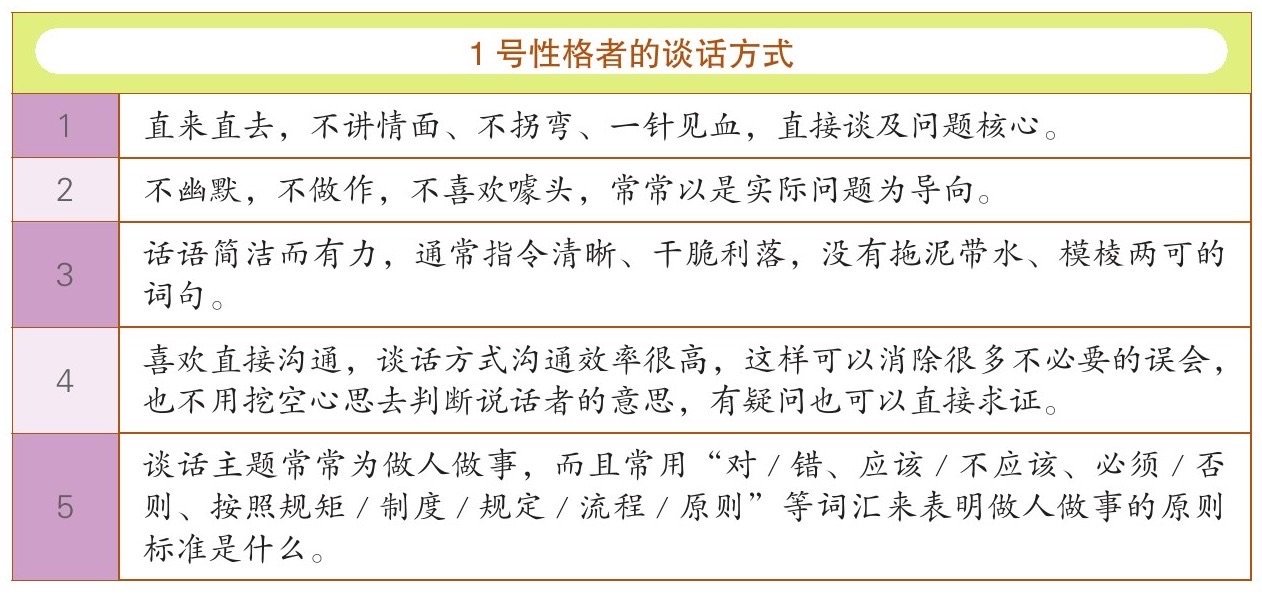 1号性格者的谈话方式
1
直来直去，不讲情面、不拐弯、一针见血，直接谈及问题核心。
2
不幽默，不做作，不喜欢噱头，常常以是实际问题为导向。
3
话语简洁而有力，通常指令清晰、干脆利落，没有拖泥带水、模棱两可的
词句。
4
喜欢直接沟通，谈话方式沟通效率很高，这样可以消除很多不必要的误会，
也不用挖空心思去判断说话者的意思，有疑问也可以直接求证。
5
谈话主题常常为做人做事，而且常用“对/错、应该/不应该、必须/否
则、按照规矩/制度/规定/流程/原则”等词汇来表明做人做事的原则
标准是什么。